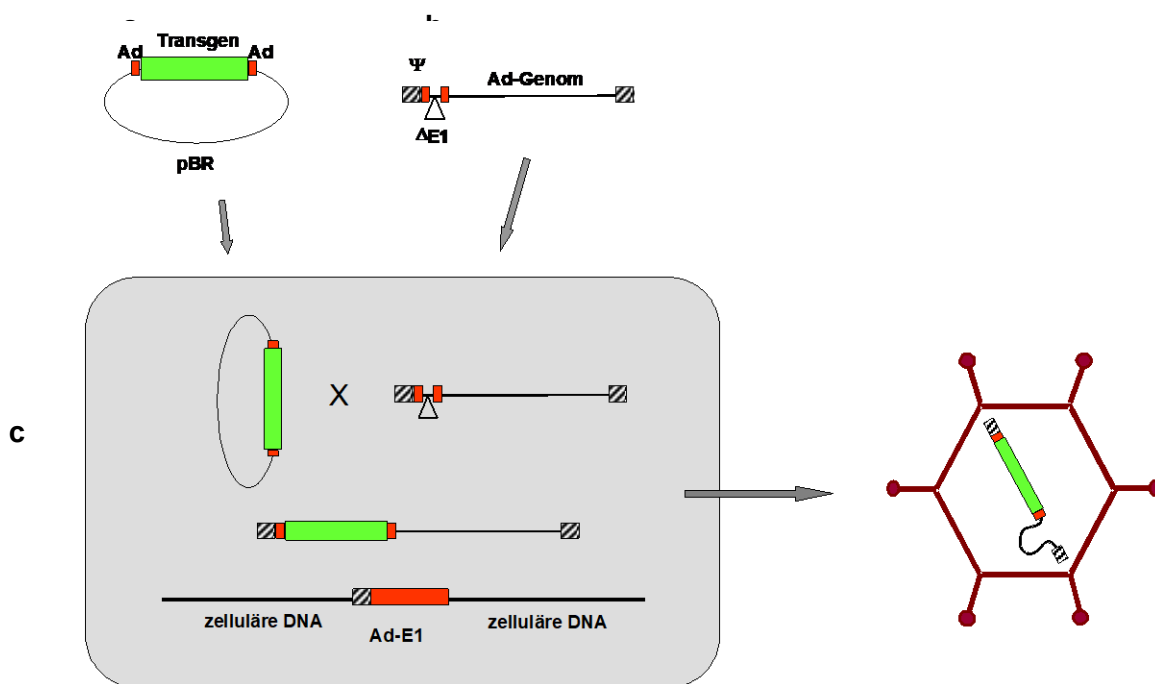 Transgen
Ad Ad
pBR
Ψ
Ad-Genom
ΔE1
c
X
zelluläre DNA
Ad-E1
zelluläre DNA